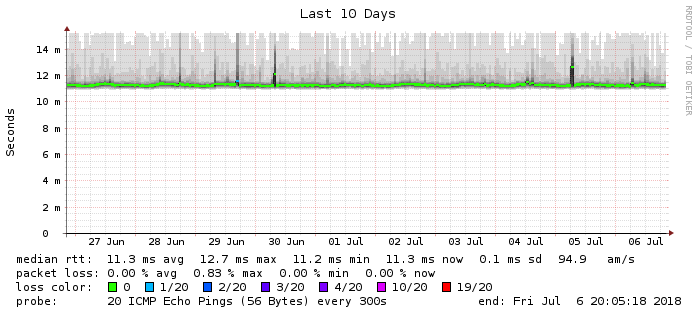 Last 10 Days
RRDTOOL / TOBI OETIKER
Seconds
14 m
12 m
10 m
8 m
6 m
4 m
2 m
0
27 Jun 28 Jun 29 Jun 30 Jun 01 Jul 02 Jul 03 Jul 04 Jul 05 Jul 06 Jul
median rtt: 11.3 ms avg 12.7 ms max 11.2 ms min 11.3 ms now 0.1 ms sd 94.9 am/s
packet loss: 0.00 % avg 0.83 % max 0.00 % min 0.00 % now
loss color: 0 1/20 2/20 3/20 4/20 10/20 19/20
probe: 20 ICMP Echo Pings (56 Bytes) every 300s end: Fri Jul 6 20:05:18 2018